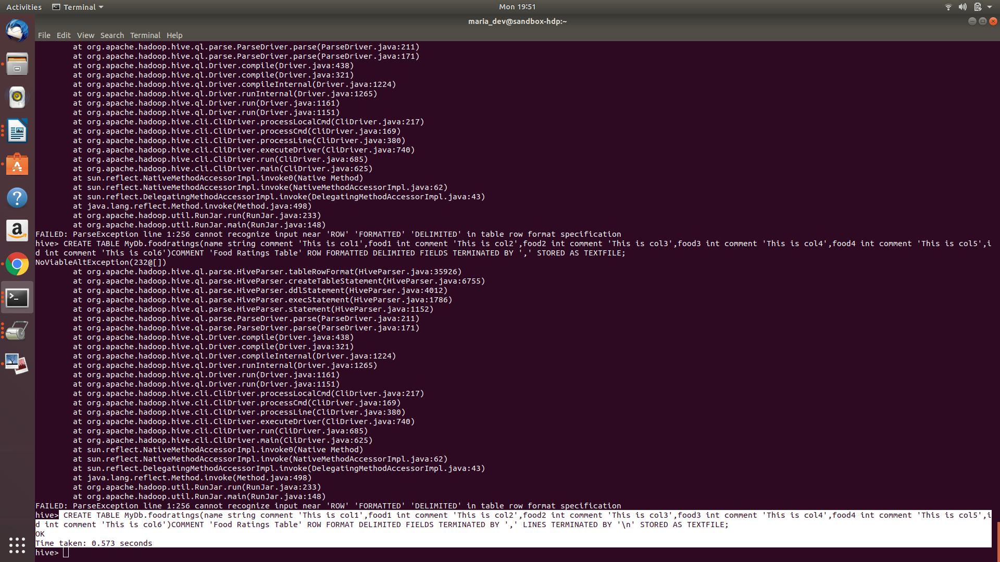 Activities Terminal Mon 19:51
maria_dev@sandbox-hdp:~
File Edit View Search Terminal Help
at org.apache.hadoop.hive.ql.parse.ParseDriver.parse(ParseDriver.java:211)
at org.apache.hadoop.hive.ql.parse.ParseDriver.parse(ParseDriver.java:171)
at org.apache.hadoop.hive.ql.Driver.compile(Driver.java:438)
at org.apache.hadoop.hive.ql.Driver.compile(Driver.java:321)
at org.apache.hadoop.hive.ql.Driver.compileInternal(Driver.java:1224)
at org.apache.hadoop.hive.ql.Driver.runInternal(Driver.java:1265)
at org.apache.hadoop.hive.ql.Driver.run(Driver.java:1161)
at org.apache.hadoop.hive.ql.Driver.run(Driver.java:1151)
at org.apache.hadoop.hive.cli.CliDriver.processLocalCmd(CliDriver.java:217)
at org.apache.hadoop.hive.cli.CliDriver.processCmd(CliDriver.java:169)
at org.apache.hadoop.hive.cli.CliDriver.processLine(CliDriver.java:380)
at org.apache.hadoop.hive.cli.CliDriver.executeDriver(CliDriver.java:740)
at org.apache.hadoop.hive.cli.CliDriver.run(CliDriver.java:685)
at org.apache.hadoop.hive.cli.CliDriver.main(CliDriver.java:625)
at sun.reflect.NativeMethodAccessorImpl.invoke0(Native Method)
at sun.reflect.NativeMethodAccessorImpl.invoke(NativeMethodAccessorImpl.java:62)
at sun.reflect.DelegatingMethodAccessorImpl.invoke(DelegatingMethodAccessorImpl.java:43)
at java.lang.reflect.Method.invoke(Method.java:498)
at org.apache.hadoop.util.RunJar.run(RunJar.java:233)
at org.apache.hadoop.util.RunJar.main(RunJar.java:148)
FAILED: ParseException line 1:256 cannot recognize input near 'ROW' 'FORMATTED' 'DELIMITED' in table row format specification
hive> CREATE TABLE MyDb.foodratings(name string comment 'This is col1',food1 int comment 'This is col2',food2 int comment 'This is col3',food3 int comment 'This is col4',food4 int comment 'This is col5',i
d int comment 'This is col6')COMMENT 'Food Ratings Table' ROW FORMATTED DELIMITED FIELDS TERMINATED BY ',' STORED AS TEXTFILE;
NoViableAltException(232@[])
at org.apache.hadoop.hive.ql.parse.HiveParser.tableRowFormat(HiveParser.java:35926)
at org.apache.hadoop.hive.ql.parse.HiveParser.createTableStatement(HiveParser.java:6755)
at org.apache.hadoop.hive.ql.parse.HiveParser.ddlStatement(HiveParser.java:4012)
at org.apache.hadoop.hive.ql.parse.HiveParser.execStatement(HiveParser.java:1786)
at org.apache.hadoop.hive.ql.parse.HiveParser.statement(HiveParser.java:1152)
at org.apache.hadoop.hive.ql.parse.ParseDriver.parse(ParseDriver.java:211)
at org.apache.hadoop.hive.ql.parse.ParseDriver.parse(ParseDriver.java:171)
at org.apache.hadoop.hive.ql.Driver.compile(Driver.java:438)
at org.apache.hadoop.hive.ql.Driver.compile(Driver.java:321)
at org.apache.hadoop.hive.ql.Driver.compileInternal(Driver.java:1224)
at org.apache.hadoop.hive.ql.Driver.runInternal(Driver.java:1265)
at org.apache.hadoop.hive.ql.Driver.run(Driver.java:1161)
at org.apache.hadoop.hive.ql.Driver.run(Driver.java:1151)
at org.apache.hadoop.hive.cli.CliDriver.processLocalCmd(CliDriver.java:217)
at org.apache.hadoop.hive.cli.CliDriver.processCmd(CliDriver.java:169)
at org.apache.hadoop.hive.cli.CliDriver.processLine(CliDriver.java:380)
at org.apache.hadoop.hive.cli.CliDriver.executeDriver(CliDriver.java:740)
at org.apache.hadoop.hive.cli.CliDriver.run(CliDriver.java:685)
at org.apache.hadoop.hive.cli.CliDriver.main(CliDriver.java:625)
at sun.reflect.NativeMethodAccessorImpl.invoke0(Native Method)
at sun.reflect.NativeMethodAccessorImpl.invoke(NativeMethodAccessorImpl.java:62)
at sun.reflect.DelegatingMethodAccessorImpl.invoke(DelegatingMethodAccessorImpl.java:43)
at java.lang.reflect.Method.invoke(Method.java:498)
at org.apache.hadoop.util.RunJar.run(RunJar.java:233)
at org.apache.hadoop.util.RunJar.main(RunJar.java:148)
FAILED: ParseException line 1:256 cannot recognize input near 'ROW' 'FORMATTED' 'DELIMITED' in table row format specification
hive> CREATE TABLE MyDb.foodratings(name string comment 'This is col1',food1 int comment 'This is col2',food2 int comment 'This is col3',food3 int comment 'This is col4',food4 int comment 'This is col5',i
d int comment 'This is col6')COMMENT 'Food Ratings Table' ROW FORMAT DELIMITED FIELDS TERMINATED BY ',' LINES TERMINATED BY '\n' STORED AS TEXTFILE;
OK
Time taken: 0.573 seconds
hive>